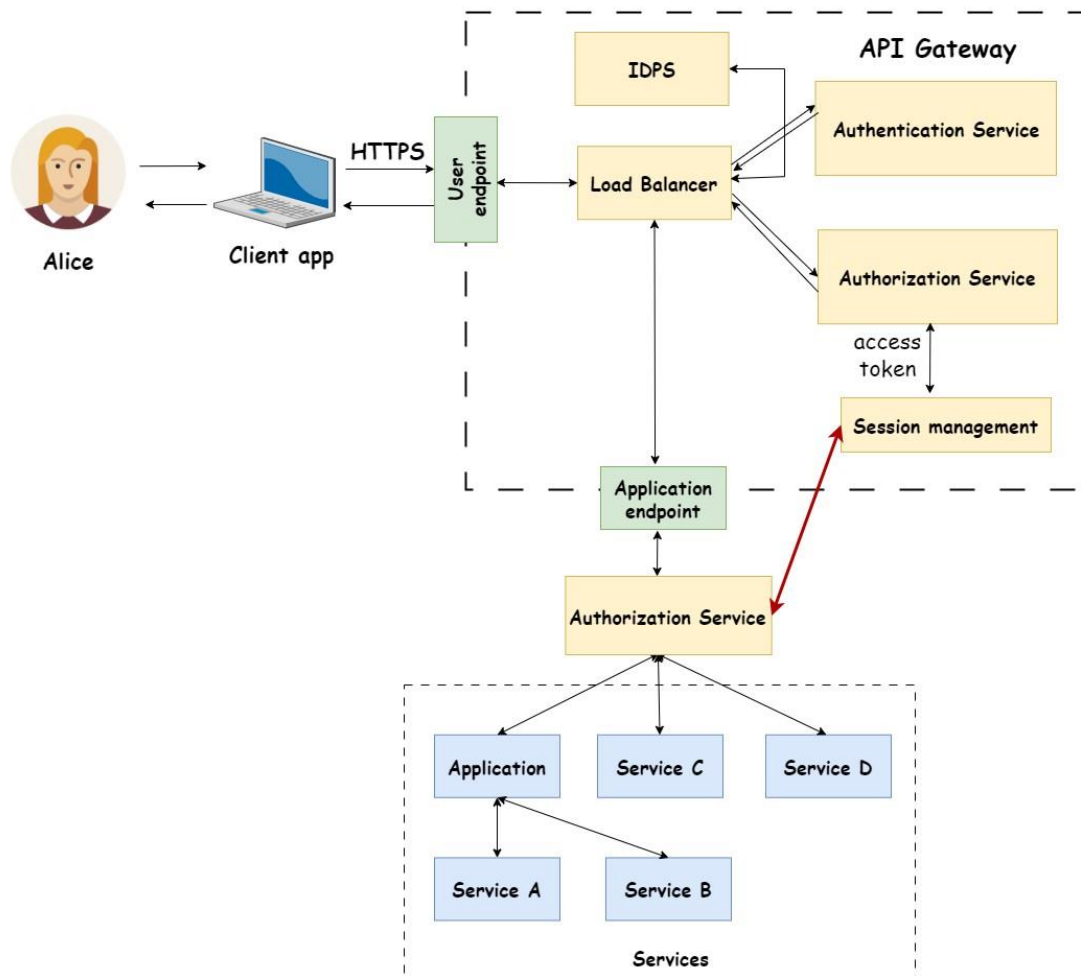 API Gateway
IDPS
Authentication Service
HTTPS
User
endpoint
Load Balancer
Alice
Client app
Authorization Service
access
token
Session management
Application
endpoint
Authorization Service
Application
Service C
Service D
Service A
Service B
Services